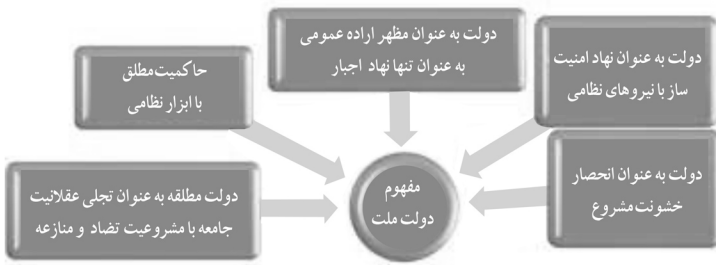 دولت به عنوان نهاد امنیت
ساز با نیروهای نظامی
دولت به عنوان مظهر اراده عمومی
به عنوان تنها نهاد اجبار
حاکمیت مطلق
با ابزار نظامی
دولت به عنوان انحصار
خشونت مشروع
مفهوم
دولت ملت
دولت مطلقه به عنوان تجلی عقلانیت
جامعه با مشروعیت تضاد و منازعه